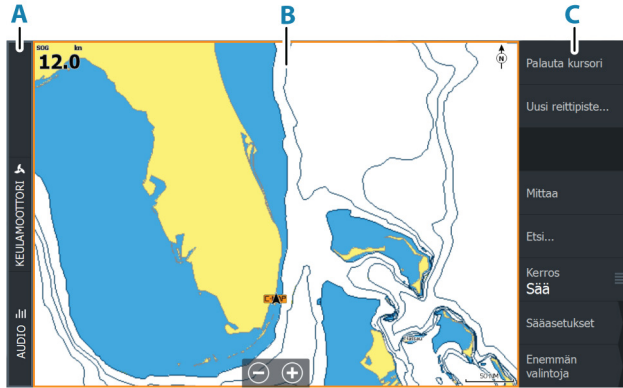 A
B
C
SOG kn
12.0
N
Palauta kursori
Uusi reittipiste...
Mittaa
Etsi...
Kerros
Sää
Sääasetukset
Enemmän
valintoja
KEULAMOOTTORI
AUDIO